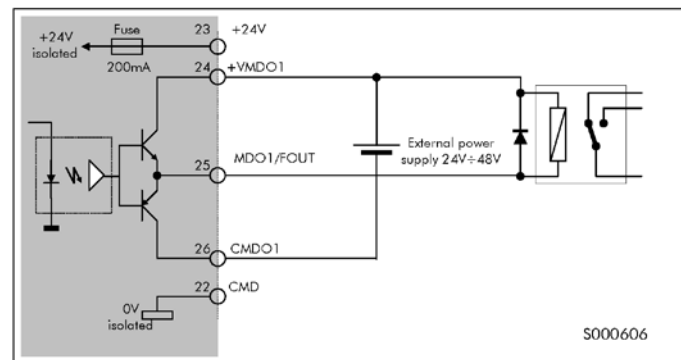 Fuse
23
+24V
+24V
isolated
200mA
24
+VMDO1
External power
supply 24V÷48V
25
MDO1/FOUT
26
CMDO1
22
CMD
0V
isolated
S000606